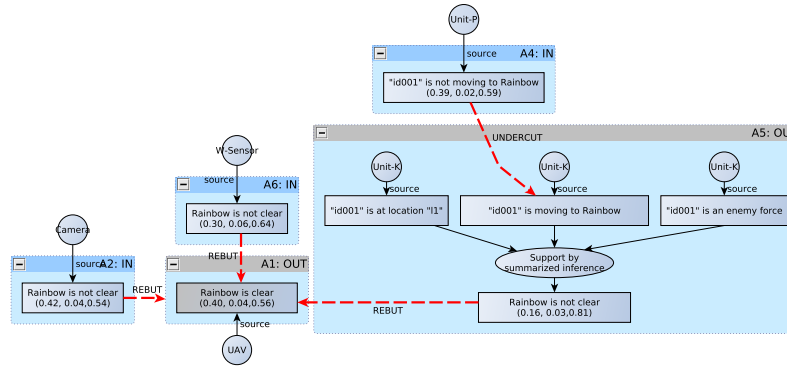 Unit-P
source
A4: IN
"id001" is not moving to Rainbow
(0.39, 0.02,0.59)
UNDERCUT
A5: OU
W-Sensor
source
Unit-K
Unit-K
Unit-K
source
source
source
A6: IN
"id001" is at location "l1"
"id001" is moving to Rainbow
"id001" is an enemy force
Rainbow is not clear
(0.30, 0.06,0.64)
Camera
source
REBUT
Support by
summarized inference
A2: IN
A1: OUT
Rainbow is not clear
(0.42, 0.04,0.54)
REBUT
Rainbow is clear
(0.40, 0.04,0.56)
REBUT
Rainbow is not clear
(0.16, 0.03,0.81)
source
UAV